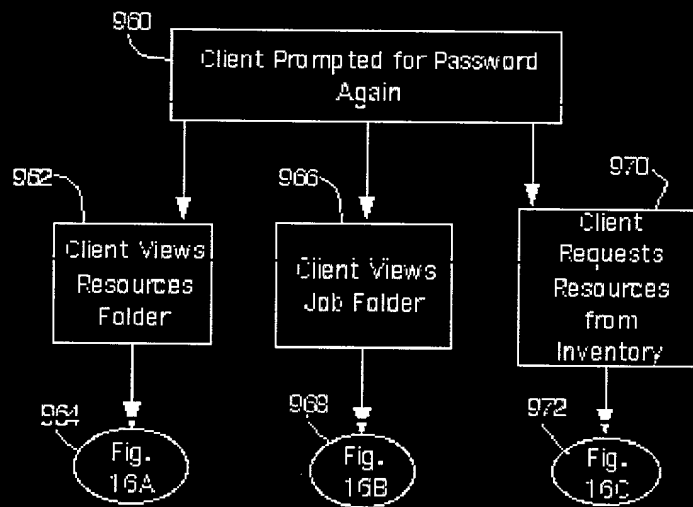 960
Client Prompted for Password
Again
962
966
970
Client Views
Resources
Folder
Client Views
Job Folder
Client
Requests
Resources
from
Inventory
964
968
972
Fig.
16A
Fig.
16B
Fig.
16C